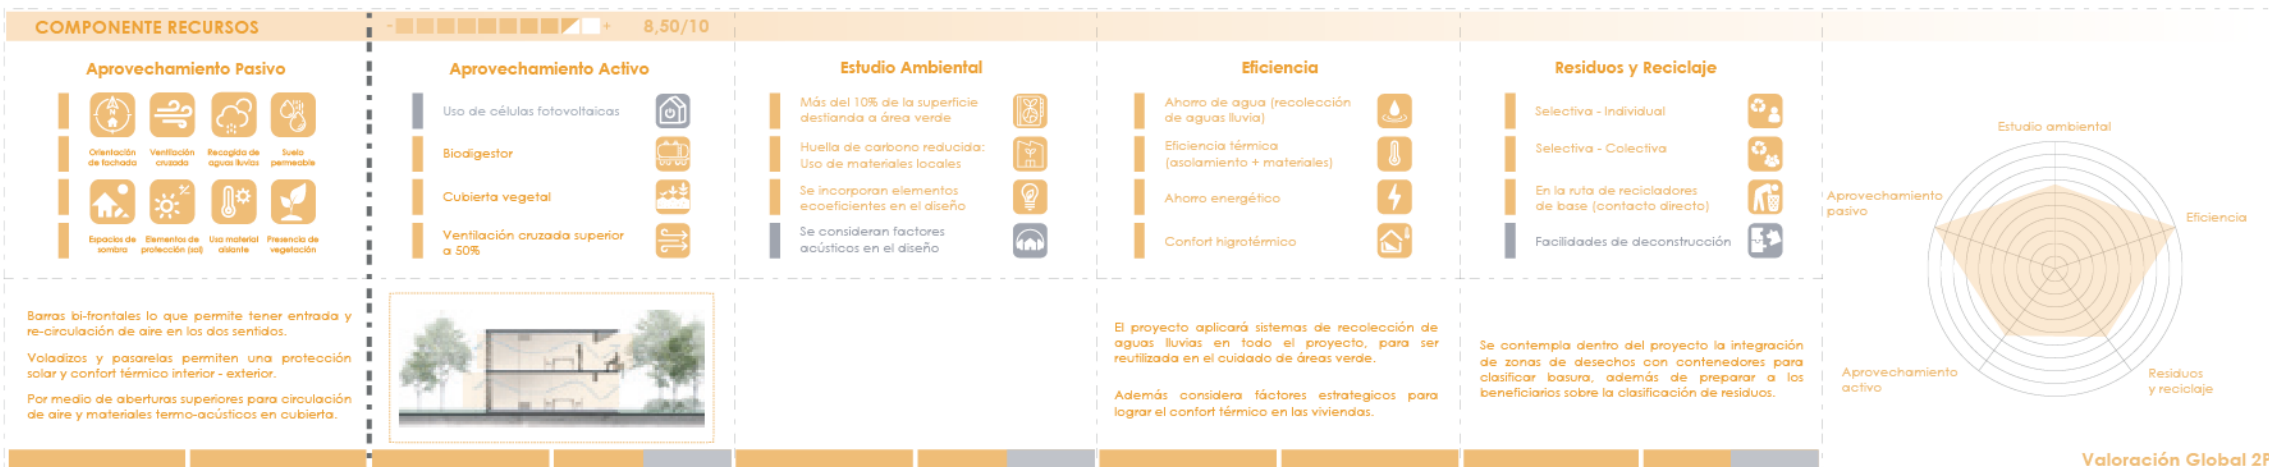 COMPONENTE RECURSOS
- + 8,50/10
Aprovechamiento Pasivo
Orientación
de fachada
Ventilación
cruzada
Recogida de
aguas lluvias
Suelo
permeable
Espacios de
sombra
Elementos de
protección (sol)
Uso material
aislante
Presencia de
vegetación
Barras bi-frontales lo que permite tener entrada y
re-circulación de aire en los dos sentidos.
Voladizos y pasarelas permiten una protección
solar y confort térmico interior - exterior.
Por medio de aberturas superiores para circulación
de aire y materiales termo-acústicos en cubierta.
Aprovechamiento Activo
Uso de células fotovoltaicas
Biodigestor
Cubierta vegetal
Ventilación cruzada superior
a 50%
Estudio Ambiental
Más del 10% de la superficie
destianda a área verde
Huella de carbono reducida:
Uso de materiales locales
Se incorporan elementos
ecoeficientes en el diseño
Se consideran factores
acústicos en el diseño
Eficiencia
Ahorro de agua (recolección
de aguas lluvia)
Eficiencia térmica
(asolamiento + materiales)
Ahorro energético
Confort higrotérmico
El proyecto aplicará sistemas de recolección de
aguas lluvias en todo el proyecto, para ser
reutilizada en el cuidado de áreas verde.
Además considera fáctores estrategicos para
lograr el confort térmico en las viviendas.
Residuos y Reciclaje
Selectiva - Individual
Selectiva - Colectiva
En la ruta de recicladores
de base (contacto directo)
Facilidades de deconstrucción
Se contempla dentro del proyecto la integración
de zonas de desechos con contenedores para
clasificar basura, además de preparar a los
beneficiarios sobre la clasificación de residuos.
Estudio ambiental
Aprovechamiento
pasivo
Eficiencia
Aprovechamiento
activo
Residuos
y reciclaje
Valoración Global 2P